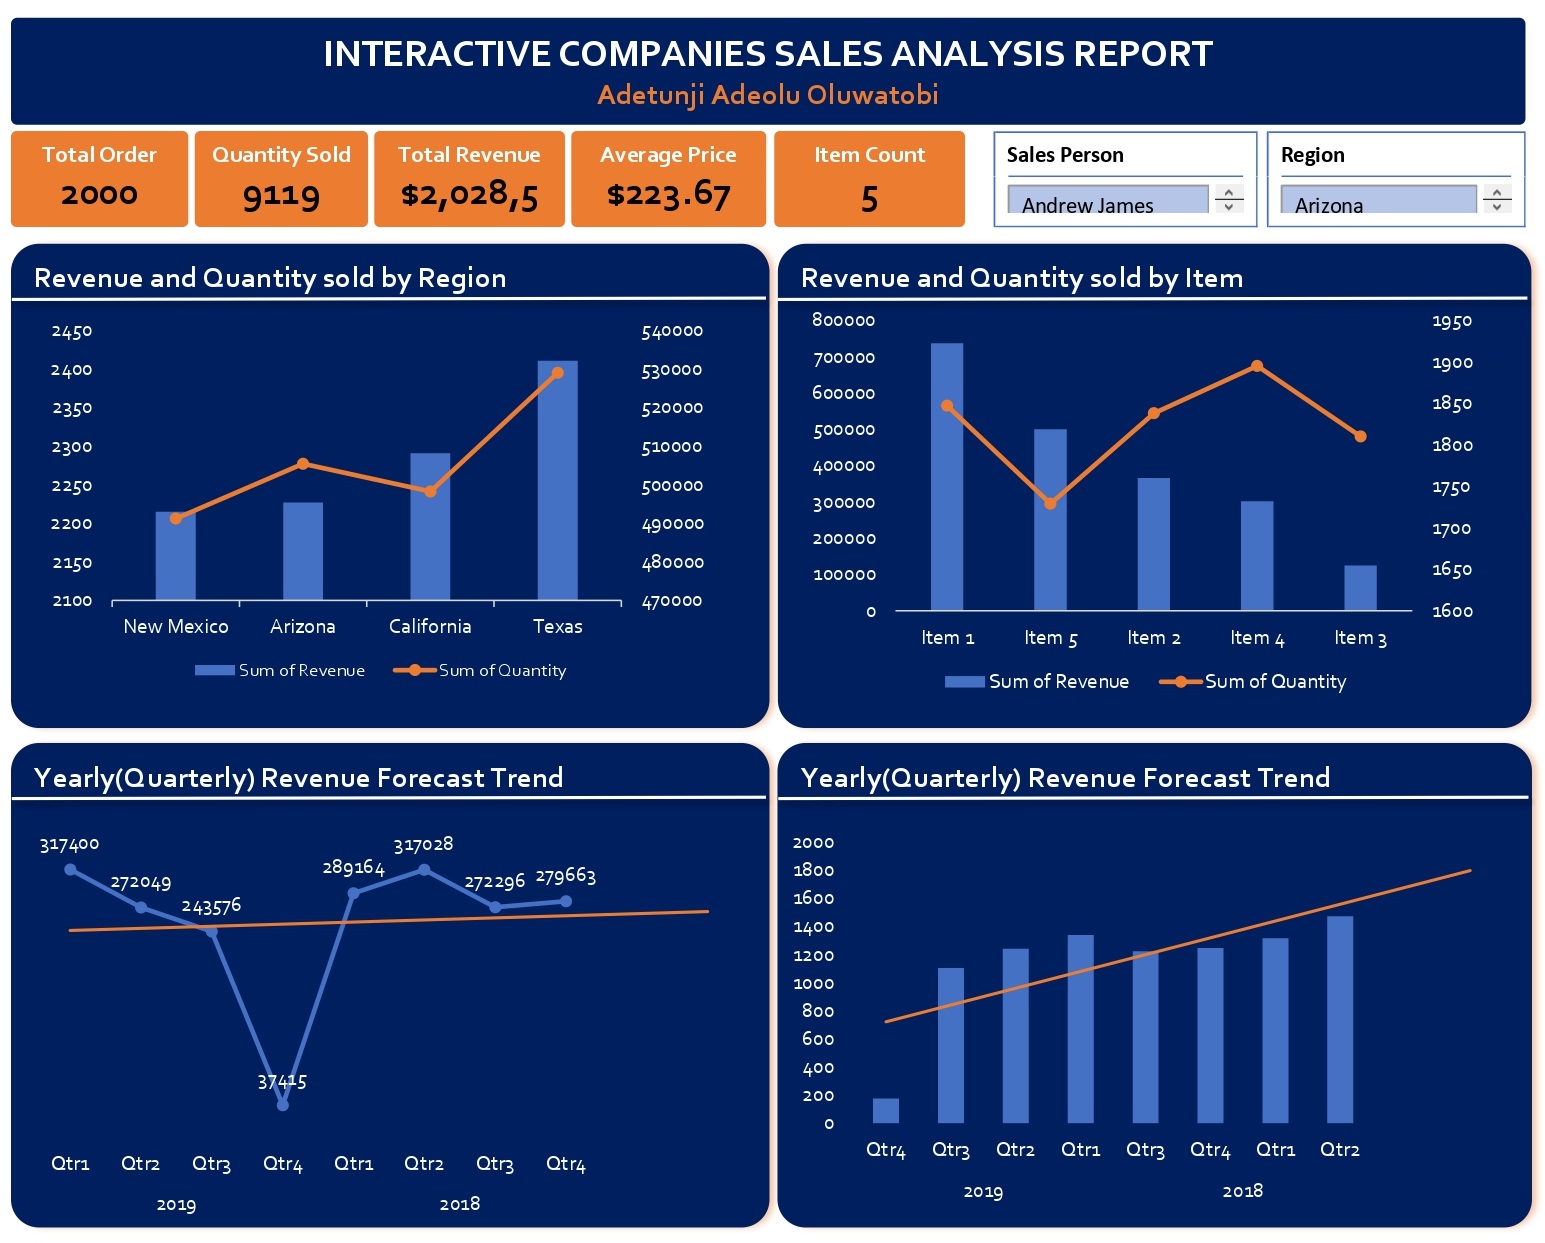 INTERACTIVE COMPANIES SALES ANALYSIS REPORT
Adetunji Adeolu Oluwatobi
Total Order
2000
Quantity Sold
9119
Total Revenue
$2,028,5
Average Price
$223.67
Item Count
5
Sales Person
Andrew James
Region
Arizona
Revenue and Quantity sold by Region
2450
2400
2350
2300
2250
2200
2150
2100
540000
530000
520000
510000
500000
490000
480000
470000
New Mexico Arizona California Texas
Sum of Revenue Sum of Quantity
Revenue and Quantity sold by Item
800000
700000
600000
500000
400000
300000
200000
100000
0
1950
1900
1850
1800
1750
1700
1650
1600
Item 1 Item 5 Item 2 Item 4 Item 3
Sum of Revenue Sum of Quantity
Yearly(Quarterly) Revenue Forecast Trend
317400
272049
243576
37415
289164
317028
272296
279663
Qtr1 Qtr2 Qtr3 Qtr4 Qtr1 Qtr2 Qtr3 Qtr4
2019 2018
Yearly(Quarterly) Revenue Forecast Trend
2000
1800
1600
1400
1200
1000
800
600
400
200
0
Qtr4 Qtr3 Qtr2 Qtr1 Qtr3 Qtr4 Qtr1 Qtr2
2019 2018